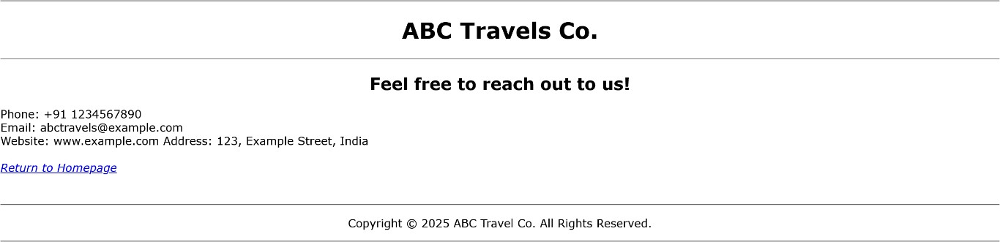 ABC Travels Co.
Feel free to reach out to us!
Phone: +91 1234567890
Email: abctravels@example.com
Website: www.example.com Address: 123, Example Street, India
Return to Homepage
Copyright © 2025 ABC Travel Co. All Rights Reserved.